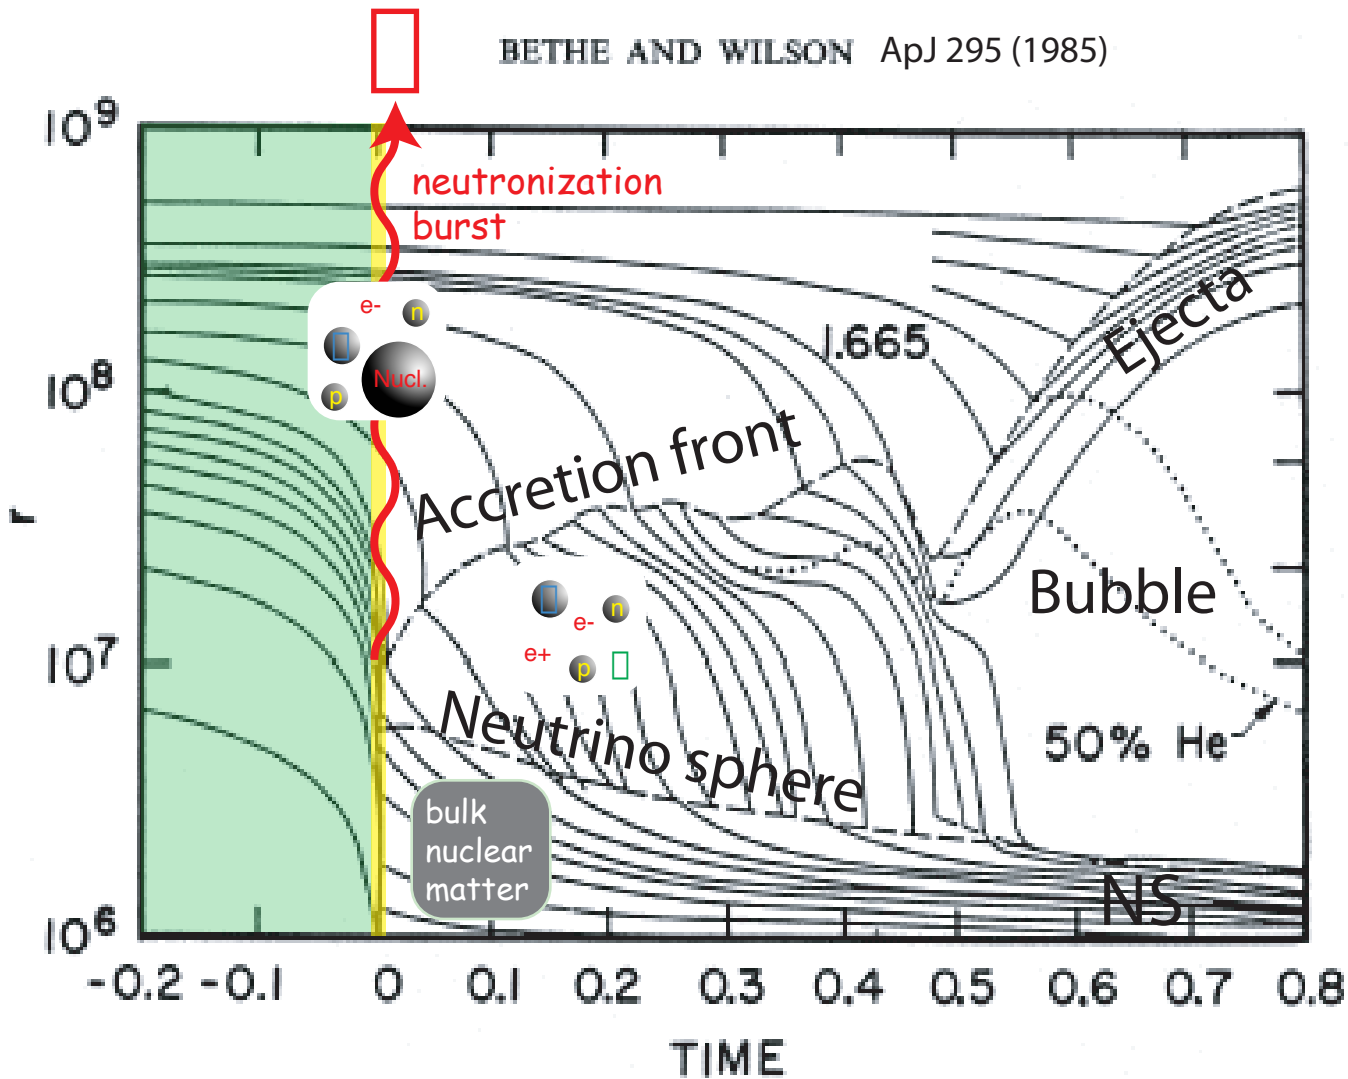 BETHE AND WILSON ApJ 295 (1985)
10⁹
neutronization
burst
e- n
1.665
Ejecta
10⁸
Nucl.
p
Accretion front
r
n
e-
Bubble
10⁷
e+ p
Neutrino sphere
50% He
bulk
nuclear
matter
NS
10⁶
-0.2 -0.1 0 0.1 0.2 0.3 0.4 0.5 0.6 0.7 0.8
TIME